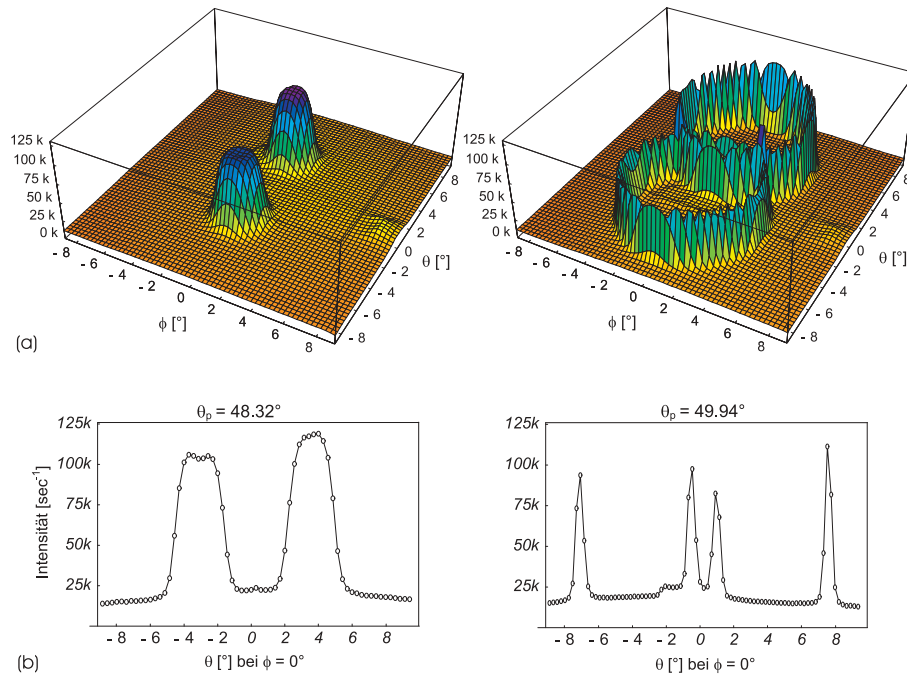 125 k
100 k
75 k
50 k
25 k
0 k
- 8
- 6
- 4
- 2
0
2
4
6
8
ϕ [°]
- 8
- 6
- 4
- 2
0
2
4
6
8
θ [°]
125 k
100 k
75 k
50 k
25 k
0 k
- 8
- 6
- 4
- 2
0
2
4
6
8
ϕ [°]
- 8
- 6
- 4
- 2
0
2
4
6
8
θ [°]
(a)
θp = 48.32°
125k
100k
75k
50k
25k
Intensität [sec⁻¹]
- 8 - 6 - 4 - 2 0 2 4 6 8
θ [°] bei ϕ = 0°
θp = 49.94°
125k
100k
75k
50k
25k
- 8 - 6 - 4 - 2 0 2 4 6 8
θ [°] bei ϕ = 0°
(b)